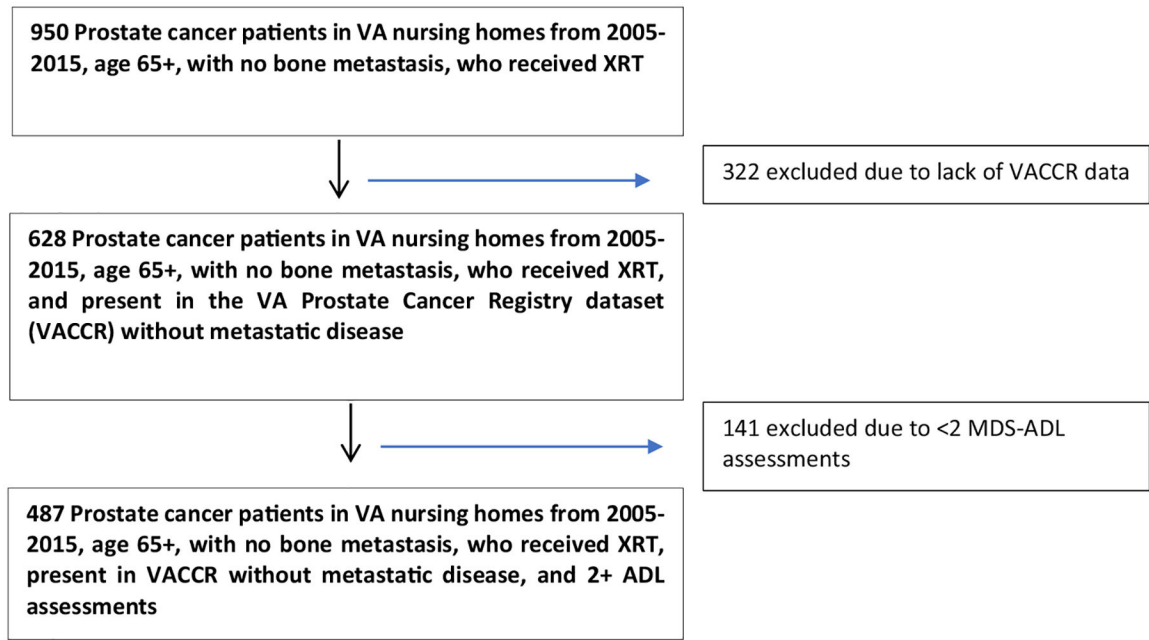 950 Prostate cancer patients in VA nursing homes from 2005-
2015, age 65+, with no bone metastasis, who received XRT
322 excluded due to lack of VACCR data
628 Prostate cancer patients in VA nursing homes from 2005-
2015, age 65+, with no bone metastasis, who received XRT,
and present in the VA Prostate Cancer Registry dataset
(VACCR) without metastatic disease
141 excluded due to <2 MDS-ADL
assessments
487 Prostate cancer patients in VA nursing homes from 2005-
2015, age 65+, with no bone metastasis, who received XRT,
present in VACCR without metastatic disease, and 2+ ADL
assessments